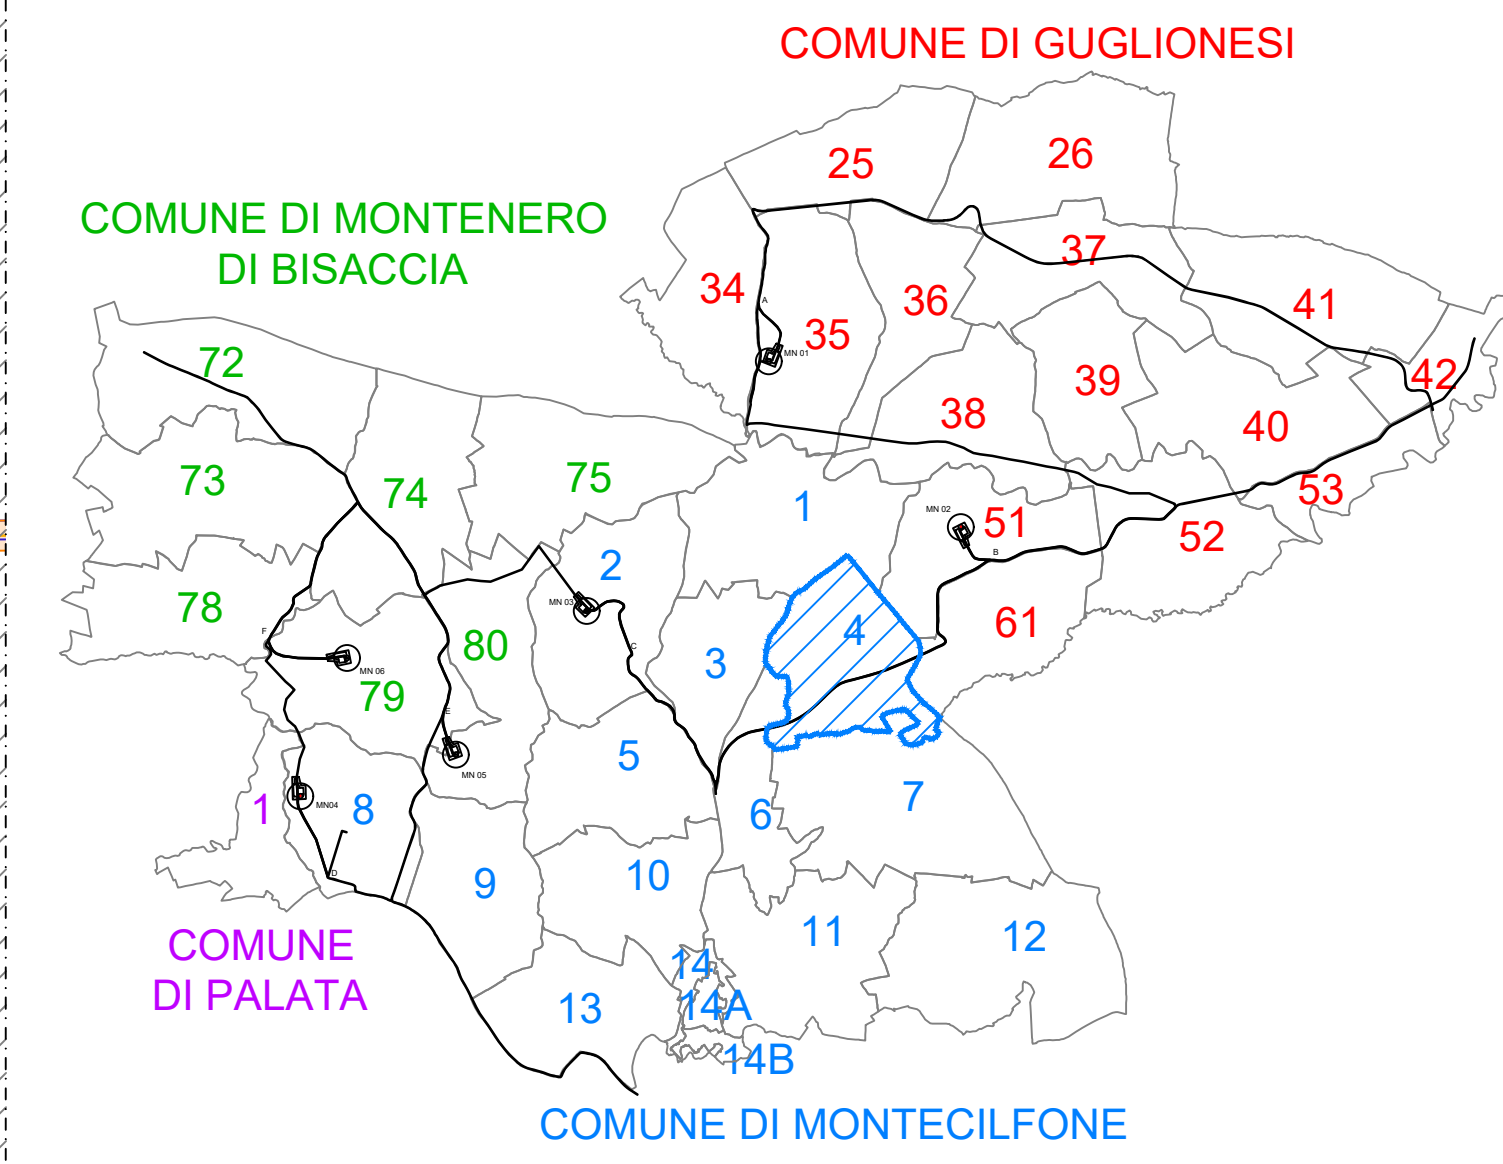 COMUNE DI GUGLIONESI
25
26
COMUNE DI MONTENERO
DI BISACCIA
37
34
A
36
41
35
MN 01
72
42
39
38
40
73
75
74
53
1
MN 02
51
52
B
2
78
MN 03
61
4
F
80
C
3
MN 06
79
E
5
MN 05
1
MN04
8
6
7
D
9
10
11
12
COMUNE
DI PALATA
14
13
14A
14B
COMUNE DI MONTECILFONE